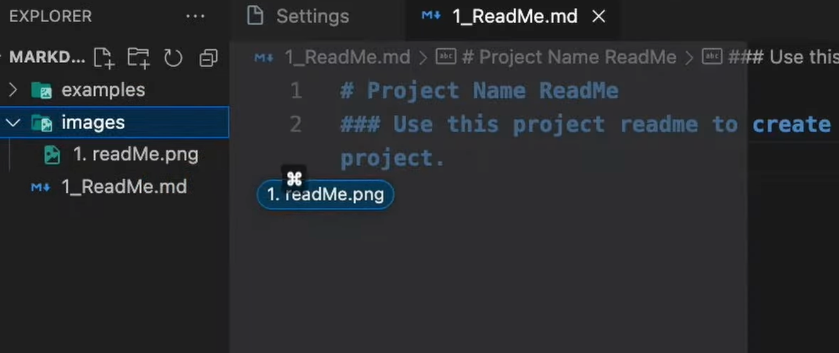 EXPLORER
Settings
1_ReadMe.md
MARKD...
1_ReadMe.md > # Project Name ReadMe > ### Use this
examples
1 # Project Name ReadMe
images
2 ### Use this project readme to create
1. readMe.png
project.
1_ReadMe.md
⌘
1. readMe.png